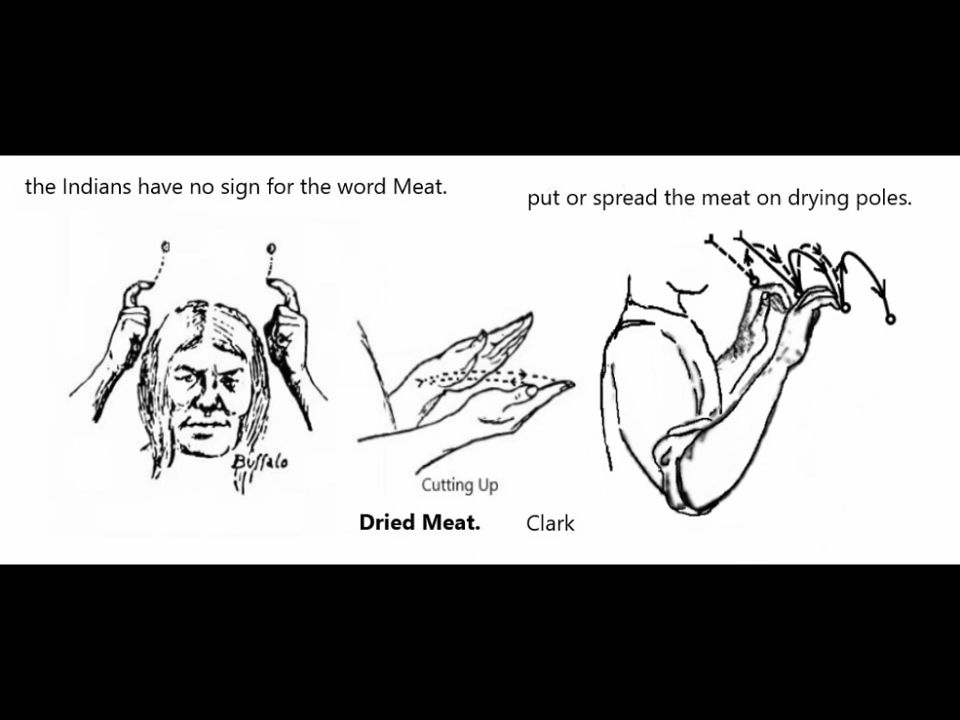 the Indians have no sign for the word Meat.
put or spread the meat on drying poles.
Buffalo
Cutting Up
Dried Meat. Clark